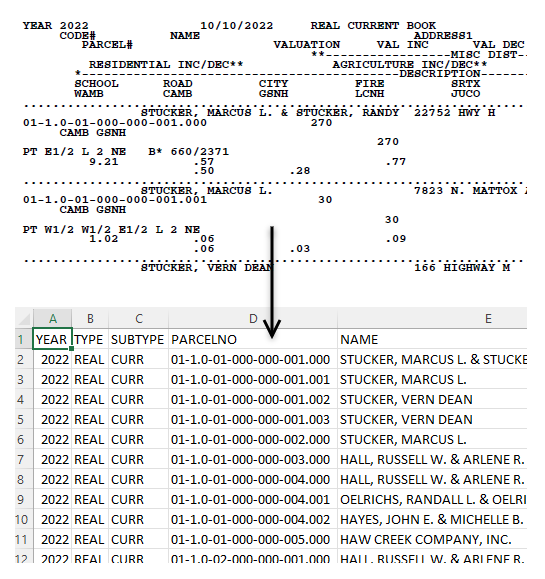 YEAR 2022 10/10/2022 REAL CURRENT BOOK
CODE# NAME ADDRESS1
PARCEL# VALUATION VAL INC VAL DEC
**------------------MISC DIST--
RESIDENTIAL INC/DEC** AGRICULTURE INC/DEC**
*---------------------------------------------DESCRIPTION------
SCHOOL ROAD CITY FIRE SRTX
WAMB CAMB GSNH LCNH JUCO
STUCKER, MARCUS L. & STUCKER, RANDY 22752 HWY H
01-1.0-01-000-000-001.000 270
CAMB GSNH
270
PT E1/2 L 2 NE B* 660/2371
9.21 .57 .77
.50 .28
STUCKER, MARCUS L. 7823 N. MATTOX
01-1.0-01-000-000-001.001 30
CAMB GSNH
30
PT W1/2 W1/2 E1/2 L 2 NE
1.02 .06 .09
.06 .03
STUCKER, VERN DEAN 166 HIGHWAY M
A B C D E
1 YEAR TYPE SUBTYPE PARCELNO NAME
2 2022 REAL CURR 01-1.0-01-000-000-001.000 STUCKER, MARCUS L. & STUCKE
3 2022 REAL CURR 01-1.0-01-000-000-001.001 STUCKER, MARCUS L.
4 2022 REAL CURR 01-1.0-01-000-000-001.002 STUCKER, VERN DEAN
5 2022 REAL CURR 01-1.0-01-000-000-001.003 STUCKER, VERN DEAN
6 2022 REAL CURR 01-1.0-01-000-000-002.000 STUCKER, MARCUS L.
7 2022 REAL CURR 01-1.0-01-000-000-003.000 HALL, RUSSELL W. & ARLENE R.
8 2022 REAL CURR 01-1.0-01-000-000-004.000 HALL, RUSSELL W. & ARLENE R.
9 2022 REAL CURR 01-1.0-01-000-000-004.001 OELRICHS, RANDALL L. & OELRI
10 2022 REAL CURR 01-1.0-01-000-000-004.002 HAYES, JOHN E. & MICHELLE B.
11 2022 REAL CURR 01-1.0-01-000-000-005.000 HAW CREEK COMPANY, INC.
12 2022 REAL CURR 01-1.0-02-000-000-001.000 HALL, RUSSELL W. & ARLENE R.